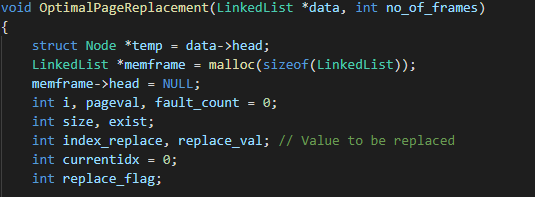 void OptimalPageReplacement(LinkedList *data, int no_of_frames)
{
    struct Node *temp = data->head;
    LinkedList *memframe = malloc(sizeof(LinkedList));
    memframe->head = NULL;
    int i, pageval, fault_count = 0;
    int size, exist;
    int index_replace, replace_val; // Value to be replaced
    int currentidx = 0;
    int replace_flag;